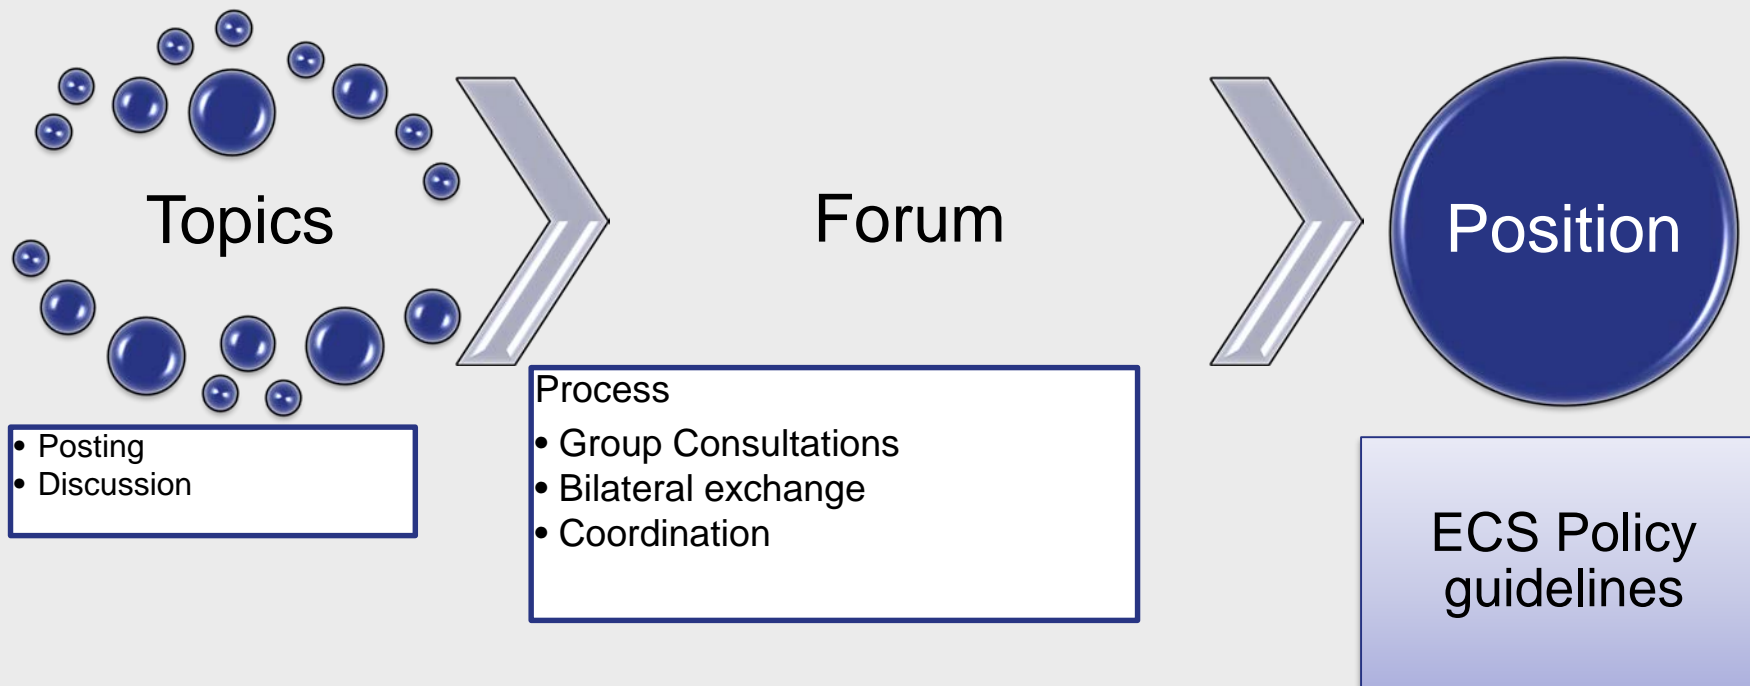 Topics
• Posting
• Discussion
Forum
Process
• Group Consultations
• Bilateral exchange
• Coordination
Position
ECS Policy
guidelines